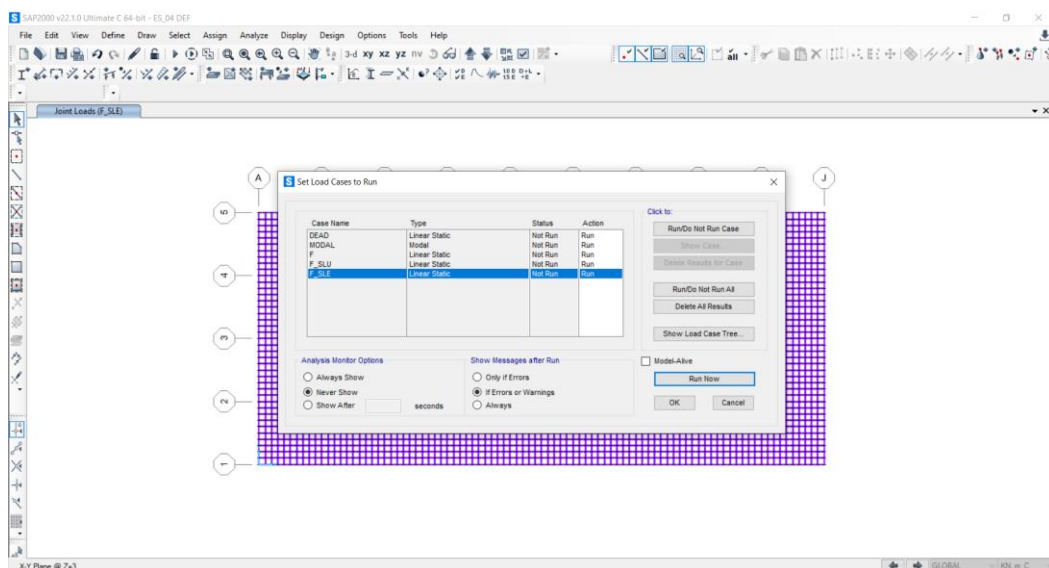 SAP2000 v22.1.0 Ultimate C 64-bit - ES_04 DEF
File Edit View Define Draw Select Assign Analyze Display Design Options Tools Help
3-d xy xz yz nv
all
Joint Loads (F_SLE)
A
J
5
4
3
2
1
Set Load Cases to Run
Case Name Type Status Action
DEAD Linear Static Not Run Run
MODAL Modal Not Run Run
F Linear Static Not Run Run
F_SLU Linear Static Not Run Run
F_SLE Linear Static Not Run Run
Click to:
Run/Do Not Run Case
Show Case...
Delete Results for Case
Run/Do Not Run All
Delete All Results
Show Load Case Tree...
Analysis Monitor Options
Always Show
Never Show
Show After seconds
Show Messages after Run
Only if Errors
If Errors or Warnings
Always
Model-Alive
Run Now
OK Cancel
X-Y Plane @ Z=3
GLOBAL KN, m, C